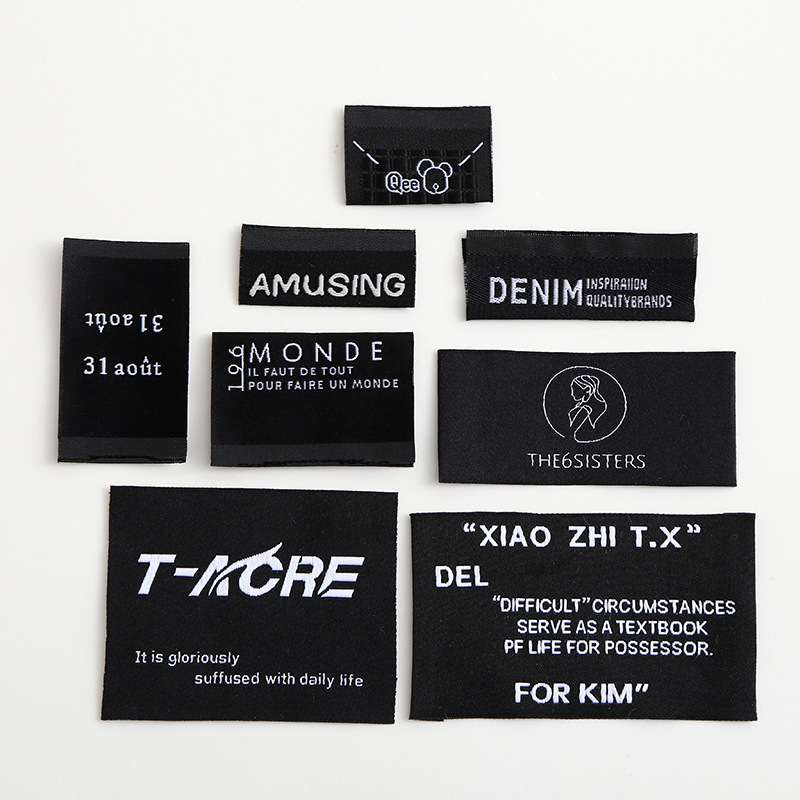 Qee
AMUSING
DENIM INSPIRATION
QUALITYBRANDS
31 août
31 août
196 MONDE
IL FAUT DE TOUT
POUR FAIRE UN MONDE
THE6SISTERS
T-ACRE
It is gloriously
suffused with daily life
“XIAO ZHI T.X”
DEL
“DIFFICULT” CIRCUMSTANCES
SERVE AS A TEXTBOOK
PF LIFE FOR POSSESSOR.
FOR KIM”